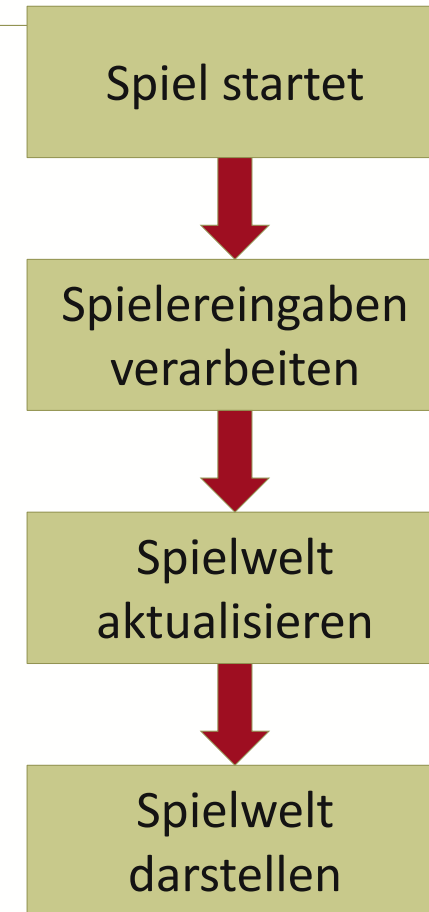 Spiel startet
Spielereingaben
verarbeiten
Spielwelt
aktualisieren
Spielwelt
darstellen